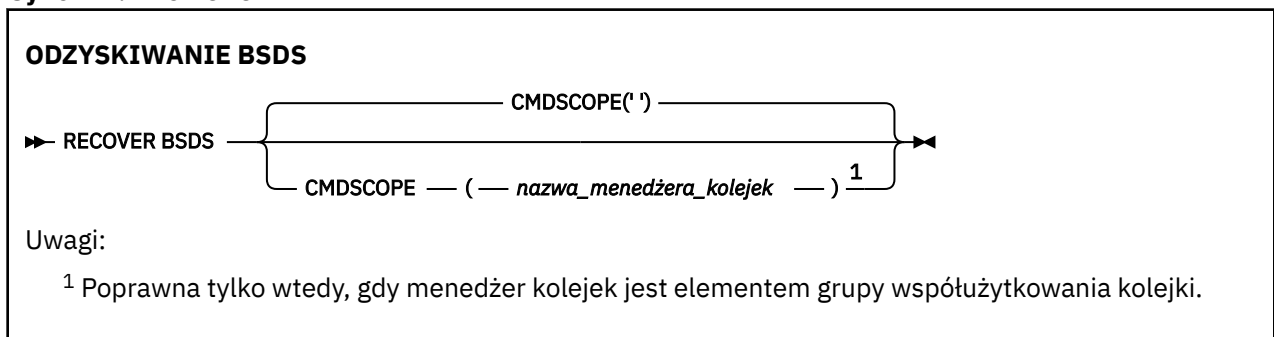 ODZYSKIWANIE BSDS
CMDSCOPE(' ')
RECOVER BSDS
CMDSCOPE ( nazwa_menedżera_kolejek ) 1
Uwagi:
1 Poprawna tylko wtedy, gdy menedżer kolejek jest elementem grupy współużytkowania kolejki.